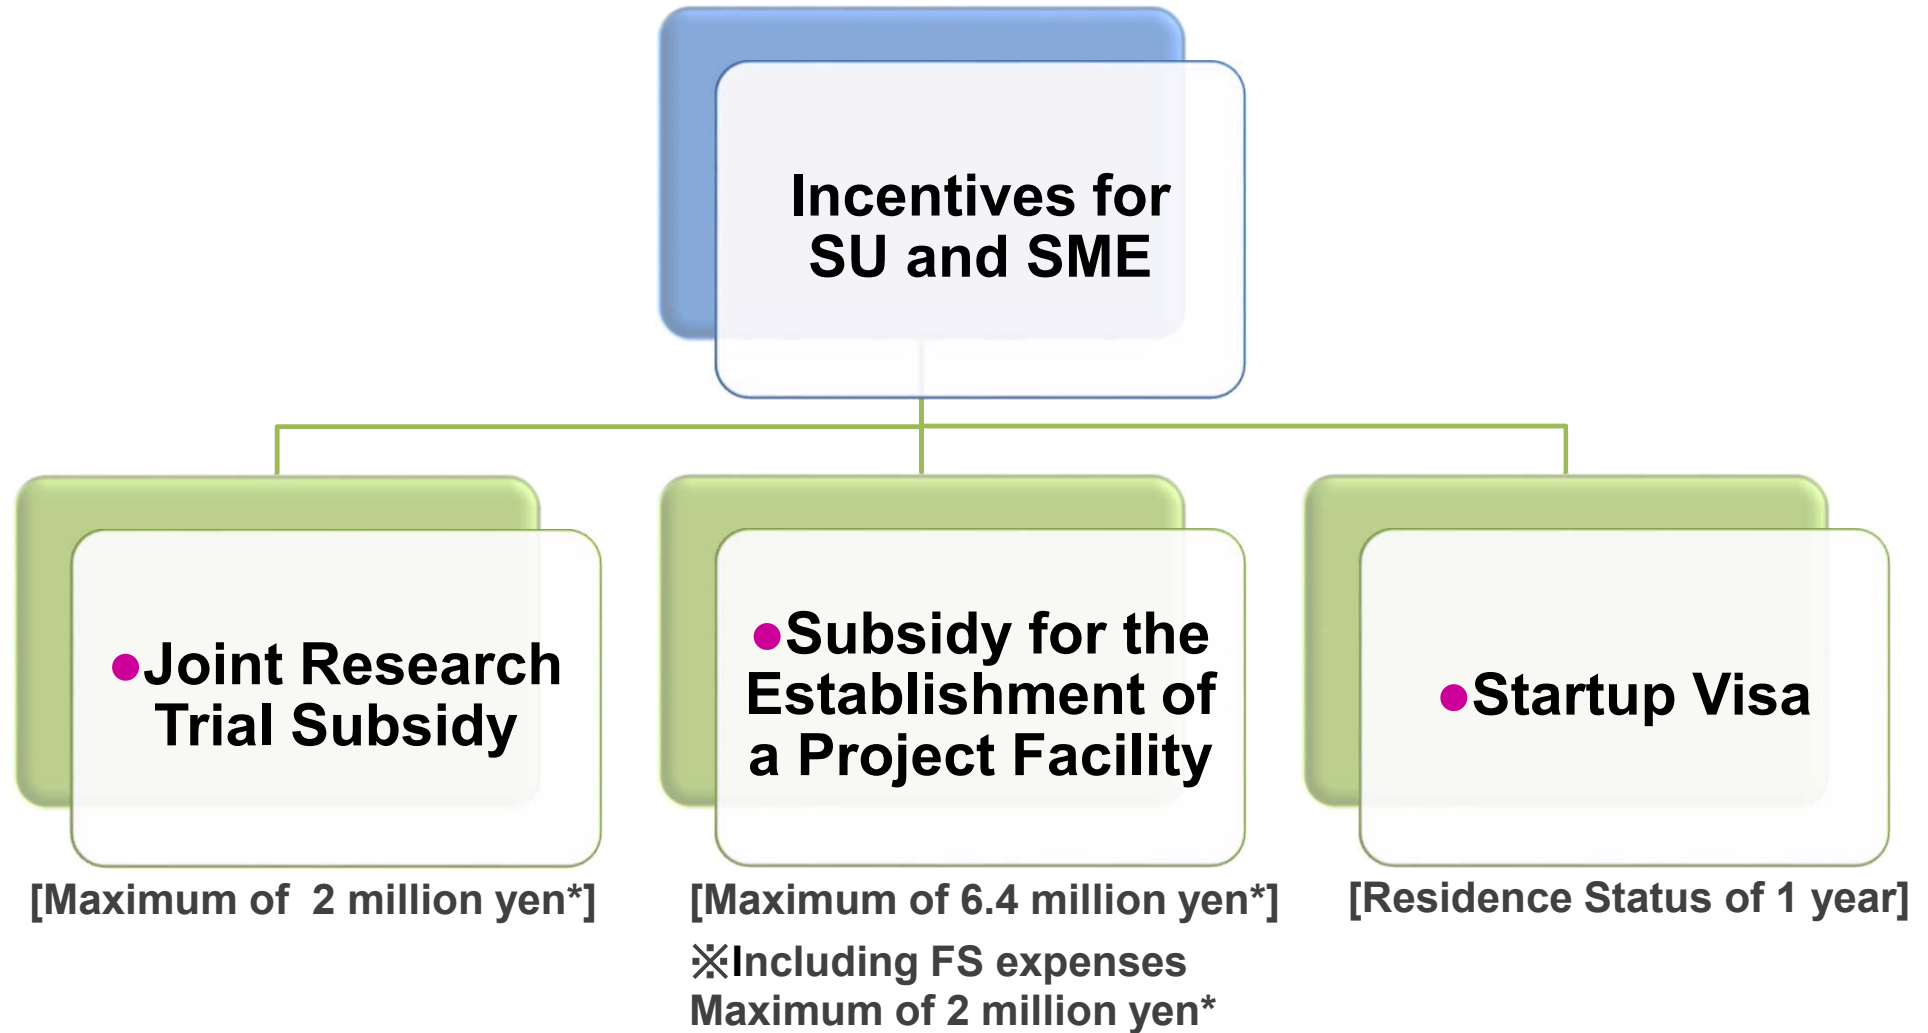 Incentives for
SU and SME
●Joint Research
Trial Subsidy
[Maximum of 2 million yen*]
●Subsidy for the
Establishment of
a Project Facility
[Maximum of 6.4 million yen*]
※Including FS expenses
Maximum of 2 million yen*
●Startup Visa
[Residence Status of 1 year]